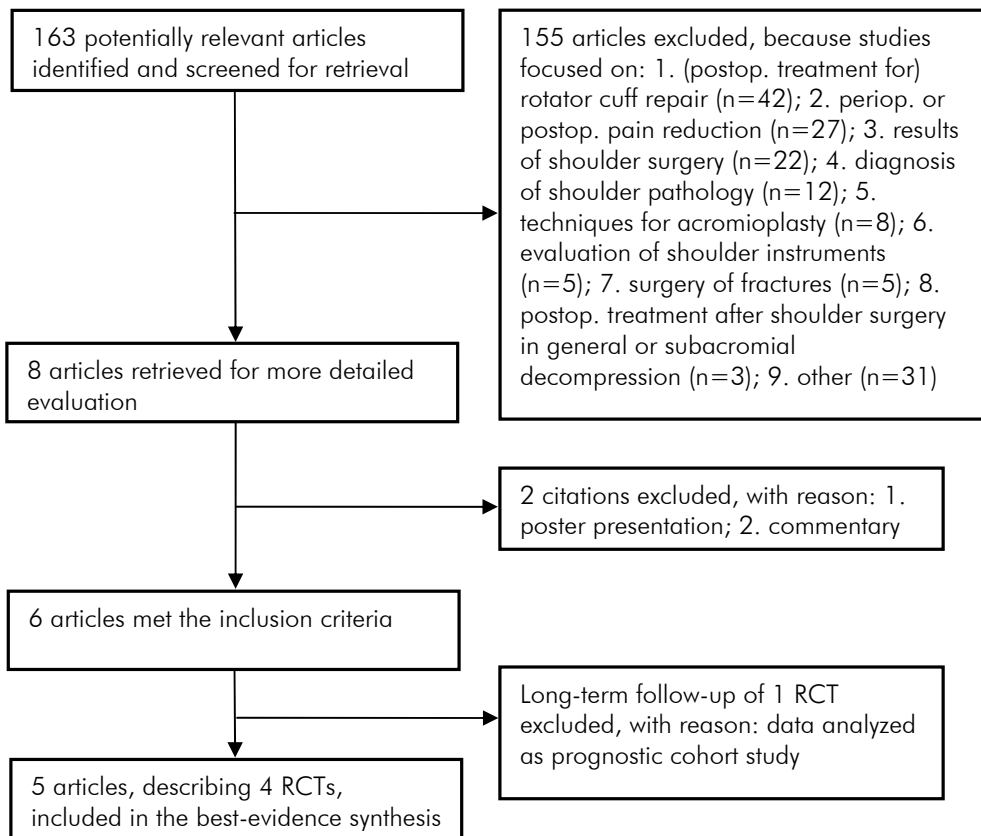 163 potentially relevant articles
identified and screened for retrieval
155 articles excluded, because studies
focused on: 1. (postop. treatment for)
rotator cuff repair (n=42); 2. periop. or
postop. pain reduction (n=27); 3. results
of shoulder surgery (n=22); 4. diagnosis
of shoulder pathology (n=12); 5.
techniques for acromioplasty (n=8); 6.
evaluation of shoulder instruments
(n=5); 7. surgery of fractures (n=5); 8.
postop. treatment after shoulder surgery
in general or subacromial
decompression (n=3); 9. other (n=31)
8 articles retrieved for more detailed
evaluation
2 citations excluded, with reason: 1.
poster presentation; 2. commentary
6 articles met the inclusion criteria
Long-term follow-up of 1 RCT
excluded, with reason: data analyzed
as prognostic cohort study
5 articles, describing 4 RCTs,
included in the best-evidence synthesis